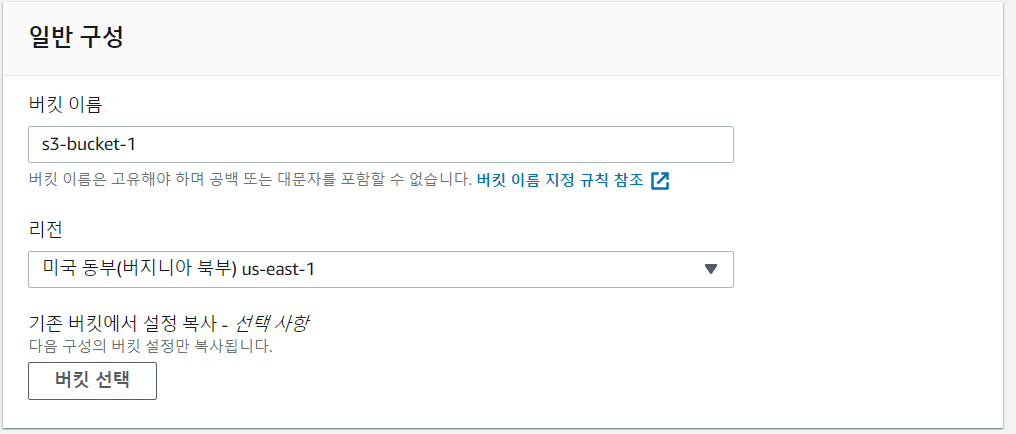 일반 구성
버킷 이름
s3-bucket-1
버킷 이름은 고유해야 하며 공백 또는 대문자를 포함할 수 없습니다. 버킷 이름 지정 규칙 참조
리전
미국 동부(버지니아 북부) us-east-1
기존 버킷에서 설정 복사 - 선택 사항
다음 구성의 버킷 설정만 복사됩니다.
버킷 선택